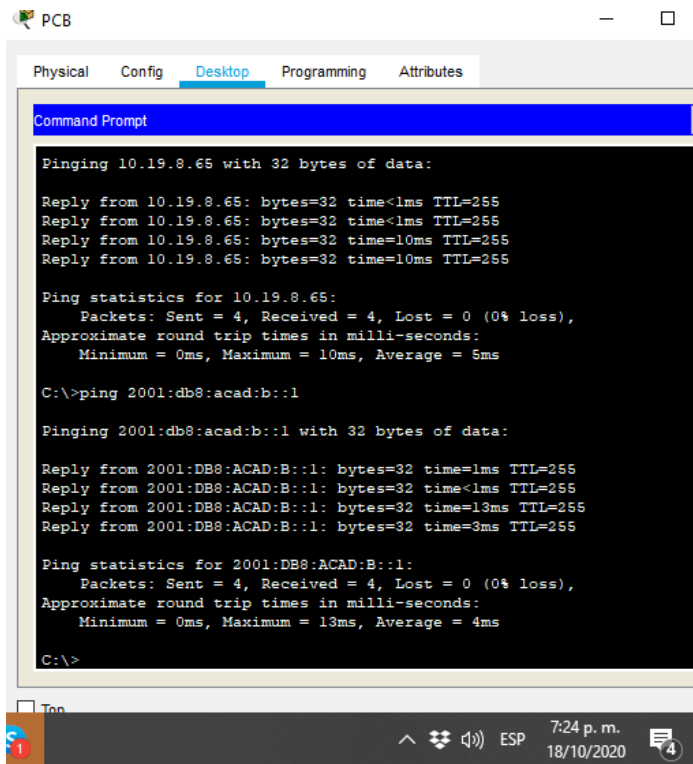 PCB
Physical Config Desktop Programming Attributes
Command Prompt
Pinging 10.19.8.65 with 32 bytes of data:
Reply from 10.19.8.65: bytes=32 time<1ms TTL=255
Reply from 10.19.8.65: bytes=32 time<1ms TTL=255
Reply from 10.19.8.65: bytes=32 time=10ms TTL=255
Reply from 10.19.8.65: bytes=32 time=10ms TTL=255
Ping statistics for 10.19.8.65:
Packets: Sent = 4, Received = 4, Lost = 0 (0% loss),
Approximate round trip times in milli-seconds:
Minimum = 0ms, Maximum = 10ms, Average = 5ms
C:\>ping 2001:db8:acad:b::1
Pinging 2001:db8:acad:b::1 with 32 bytes of data:
Reply from 2001:DB8:ACAD:B::1: bytes=32 time=1ms TTL=255
Reply from 2001:DB8:ACAD:B::1: bytes=32 time<1ms TTL=255
Reply from 2001:DB8:ACAD:B::1: bytes=32 time=13ms TTL=255
Reply from 2001:DB8:ACAD:B::1: bytes=32 time=3ms TTL=255
Ping statistics for 2001:DB8:ACAD:B::1:
Packets: Sent = 4, Received = 4, Lost = 0 (0% loss),
Approximate round trip times in milli-seconds:
Minimum = 0ms, Maximum = 13ms, Average = 4ms
C:\>
Top
S 1 ESP 7:24 p. m. 4
18/10/2020